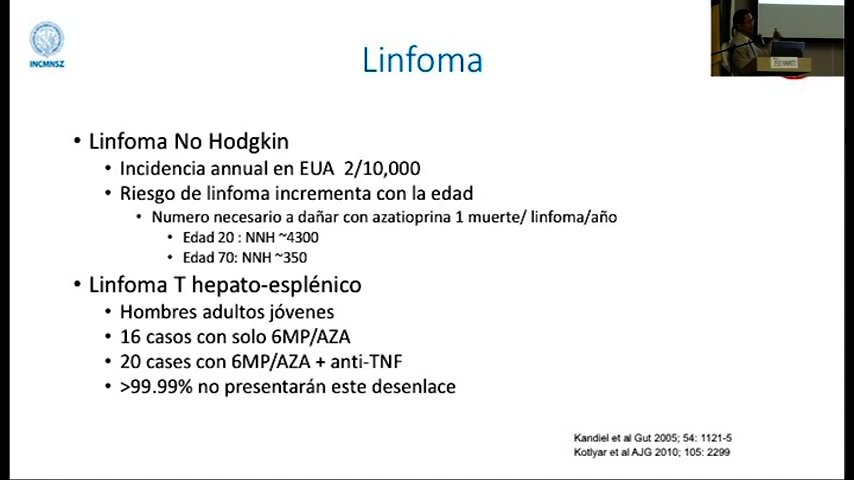 INCMNSZ
Linfoma
• Linfoma No Hodgkin
• Incidencia annual en EUA 2/10,000
• Riesgo de linfoma incrementa con la edad
• Numero necesario a dañar con azatioprina 1 muerte/ linfoma/año
• Edad 20 : NNH ~4300
• Edad 70: NNH ~350
• Linfoma T hepato-esplénico
• Hombres adultos jóvenes
• 16 casos con solo 6MP/AZA
• 20 cases con 6MP/AZA + anti-TNF
• >99.99% no presentarán este desenlace
Kandiel et al Gut 2005; 54: 1121-5
Kotlyar et al AJG 2010; 105: 2299